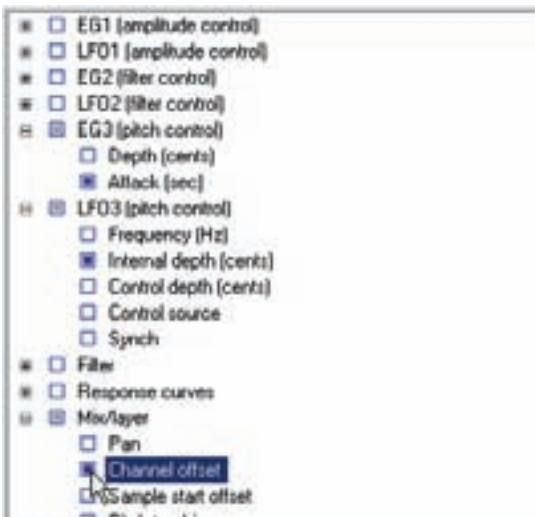 EG1 (amplitude control)
LFO1 (amplitude control)
EG2 (filter control)
LFO2 (filter control)
EG3 (pitch control)
Depth (cents)
Attack (sec)
LFO3 (pitch control)
Frequency (Hz)
Internal depth (cents)
Control depth (cents)
Control source
Synch
Filter
Response curves
Mix/layer
Pan
Channel offset
Sample start offset